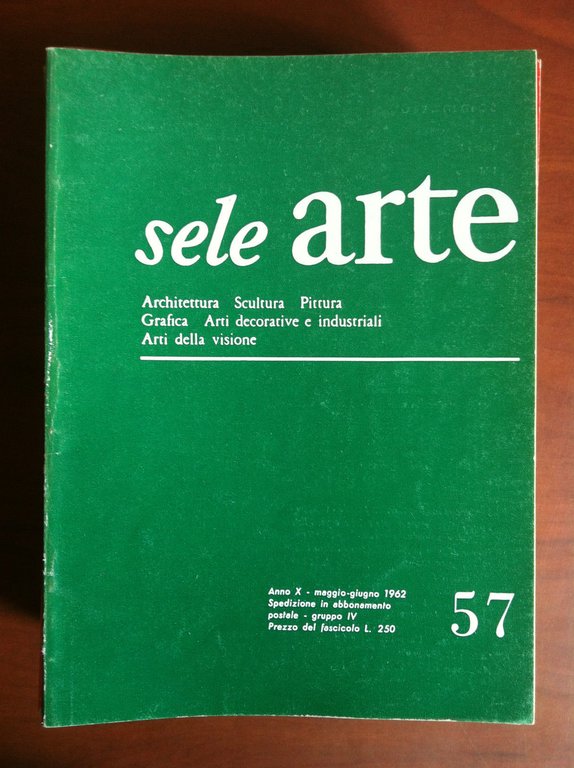 sele arte
Architettura Scultura Pittura
Grafica Arti decorative e industriali
Arti della visione
Anno X - maggio-giugno 1962
Spedizione in abbonamento
postale - gruppo IV
Prezzo del fascicolo L. 250
57